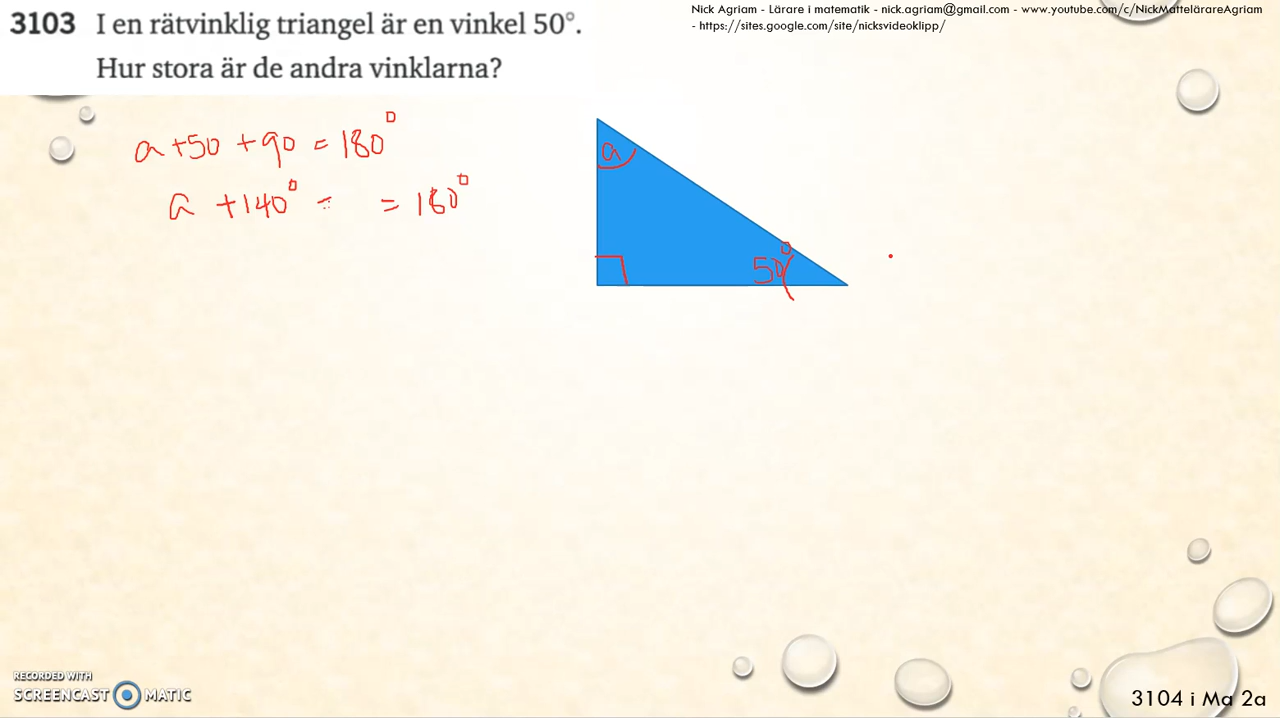 3103 I en rätvinklig triangel är en vinkel 50°.
Hur stora är de andra vinklarna?
Nick Agriam - Lärare i matematik - nick.agriam@gmail.com - www.youtube.com/c/NickMattelärareAgriam
- https://sites.google.com/site/nicksvideoklipp/
a + 50 + 90 = 180°
a + 140° = = 180°
a
50°
RECORDED WITH
SCREENCAST MATIC
3104 i Ma 2a